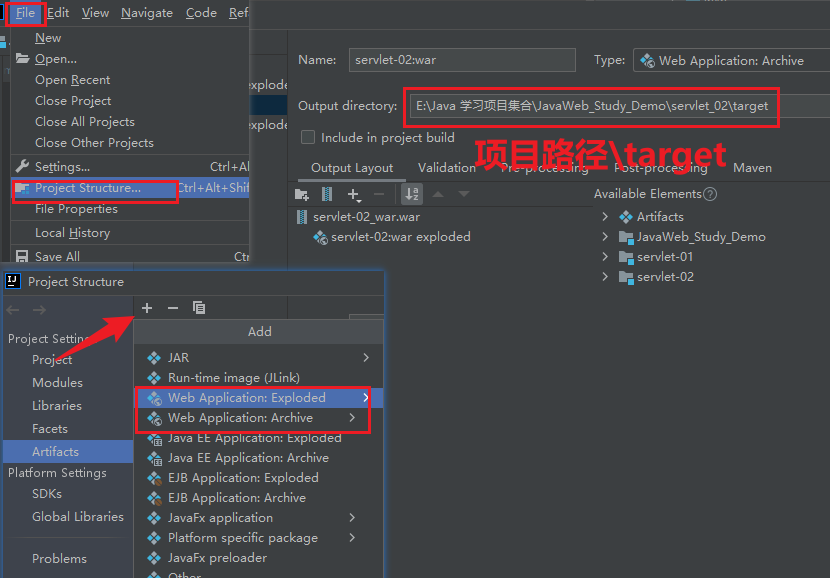 File Edit View Navigate Code Ref
New
Open...
Open Recent
Close Project
Close All Projects
Close Other Projects
Settings... Ctrl+Al
Project Structure... Ctrl+Alt+Shif
File Properties
Local History
Save All Ctr
explode
explode
Name: servlet-02:war Type: Web Application: Archive
Output directory: E:\Java 学习项目集合\JavaWeb_Study_Demo\servlet_02\target
Include in project build
项目路径\target
Output Layout Validation Pre-processing Post-processing Maven
Available Elements
servlet-02_war.war
servlet-02:war exploded
Artifacts
JavaWeb_Study_Demo
servlet-01
servlet-02
Project Structure
Project Settin
Project
Modules
Libraries
Facets
Artifacts
Platform Settings
SDKs
Global Libraries
Problems
Add
JAR
Run-time image (JLink)
Web Application: Exploded
Web Application: Archive
Java EE Application: Exploded
Java EE Application: Archive
EJB Application: Exploded
EJB Application: Archive
JavaFx application
Platform specific package
JavaFx preloader
Other